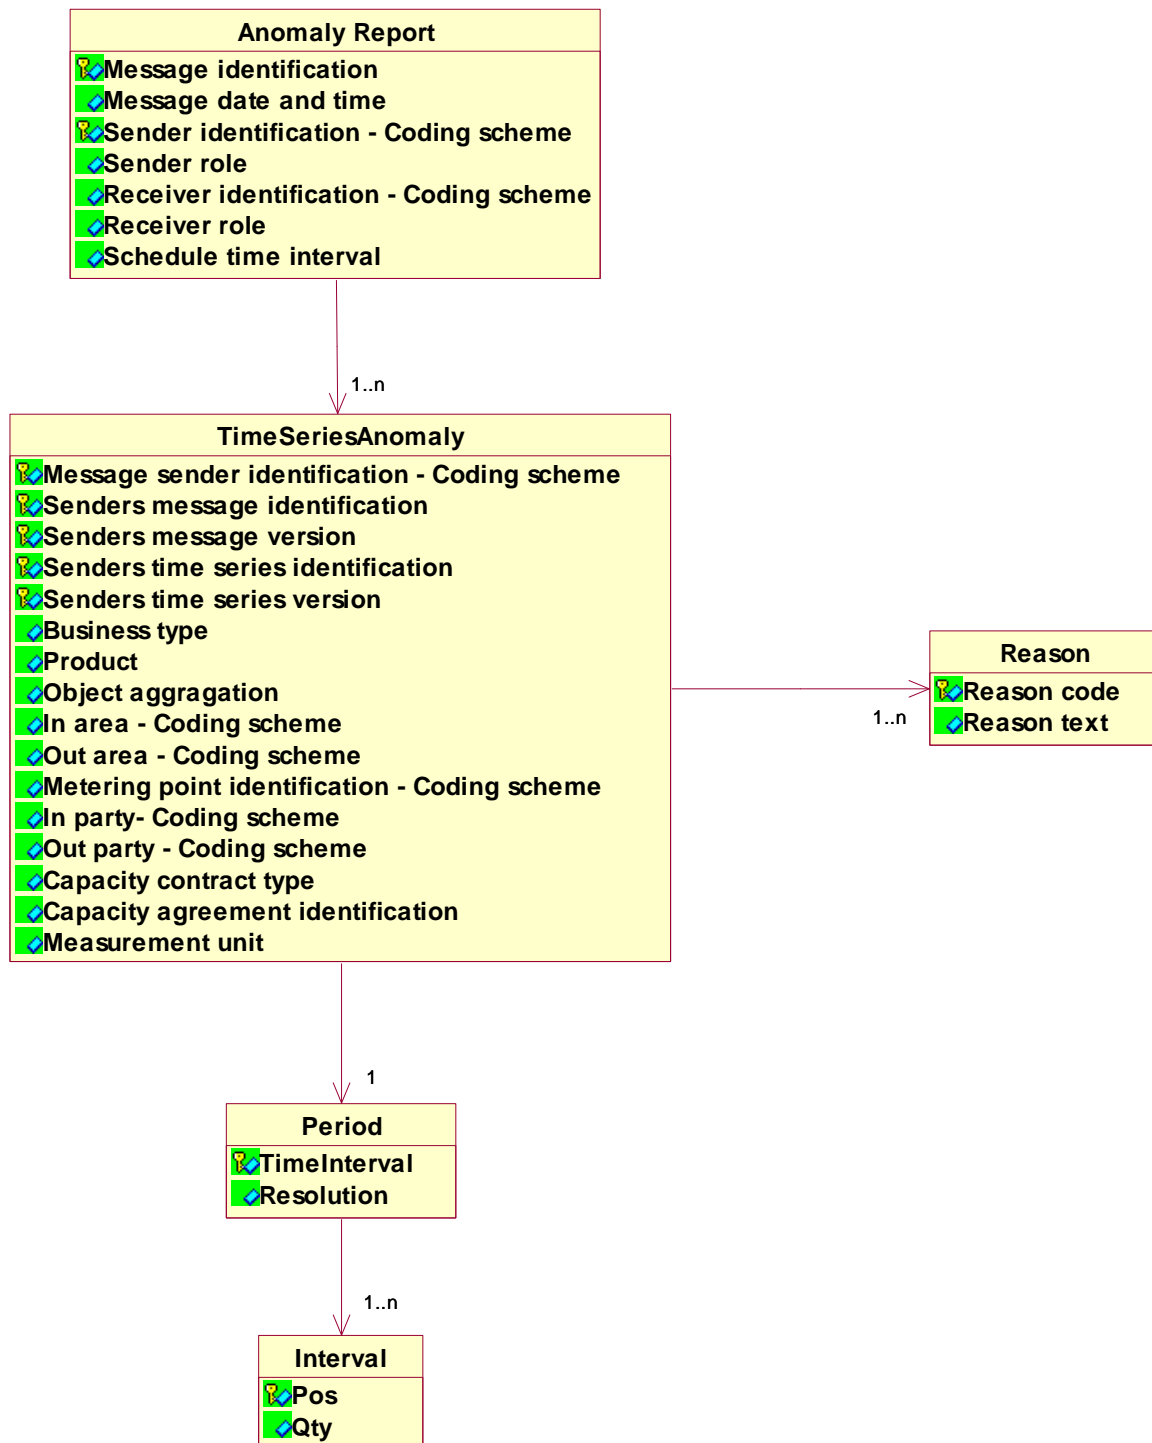 Anomaly Report
Message identification
Message date and time
Sender identification - Coding scheme
Sender role
Receiver identification - Coding scheme
Receiver role
Schedule time interval
1..n
TimeSeriesAnomaly
Message sender identification - Coding scheme
Senders message identification
Senders message version
Senders time series identification
Senders time series version
Business type
Product
Object aggragation
In area - Coding scheme
Out area - Coding scheme
Metering point identification - Coding scheme
In party- Coding scheme
Out party - Coding scheme
Capacity contract type
Capacity agreement identification
Measurement unit
1..n
Reason
Reason code
Reason text
1
Period
TimeInterval
Resolution
1..n
Interval
Pos
Qty